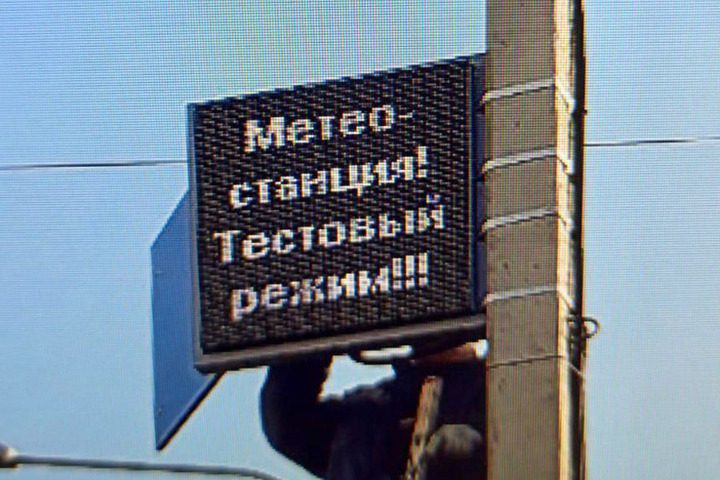 Метео-
станция!
Тестовый
режим!!!